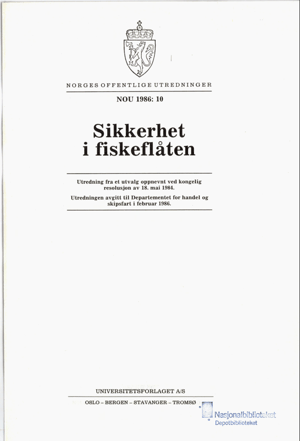 NORGES OFFENTLIGE UTREDNINGER
NOU 1986: 10
Sikkerhet
i fiskeflåten
Utredning fra et utvalg oppnevnt ved kongelig
resolusjon av 18. mai 1984.
Utredningen avgitt til Departementet for handel og
skipsfart i februar 1986.
UNIVERSITETSFORLAGET A/S
OSLO – BERGEN – STAVANGER – TROMSØ
Nasjonalbiblioteket
Depotbiblioteket